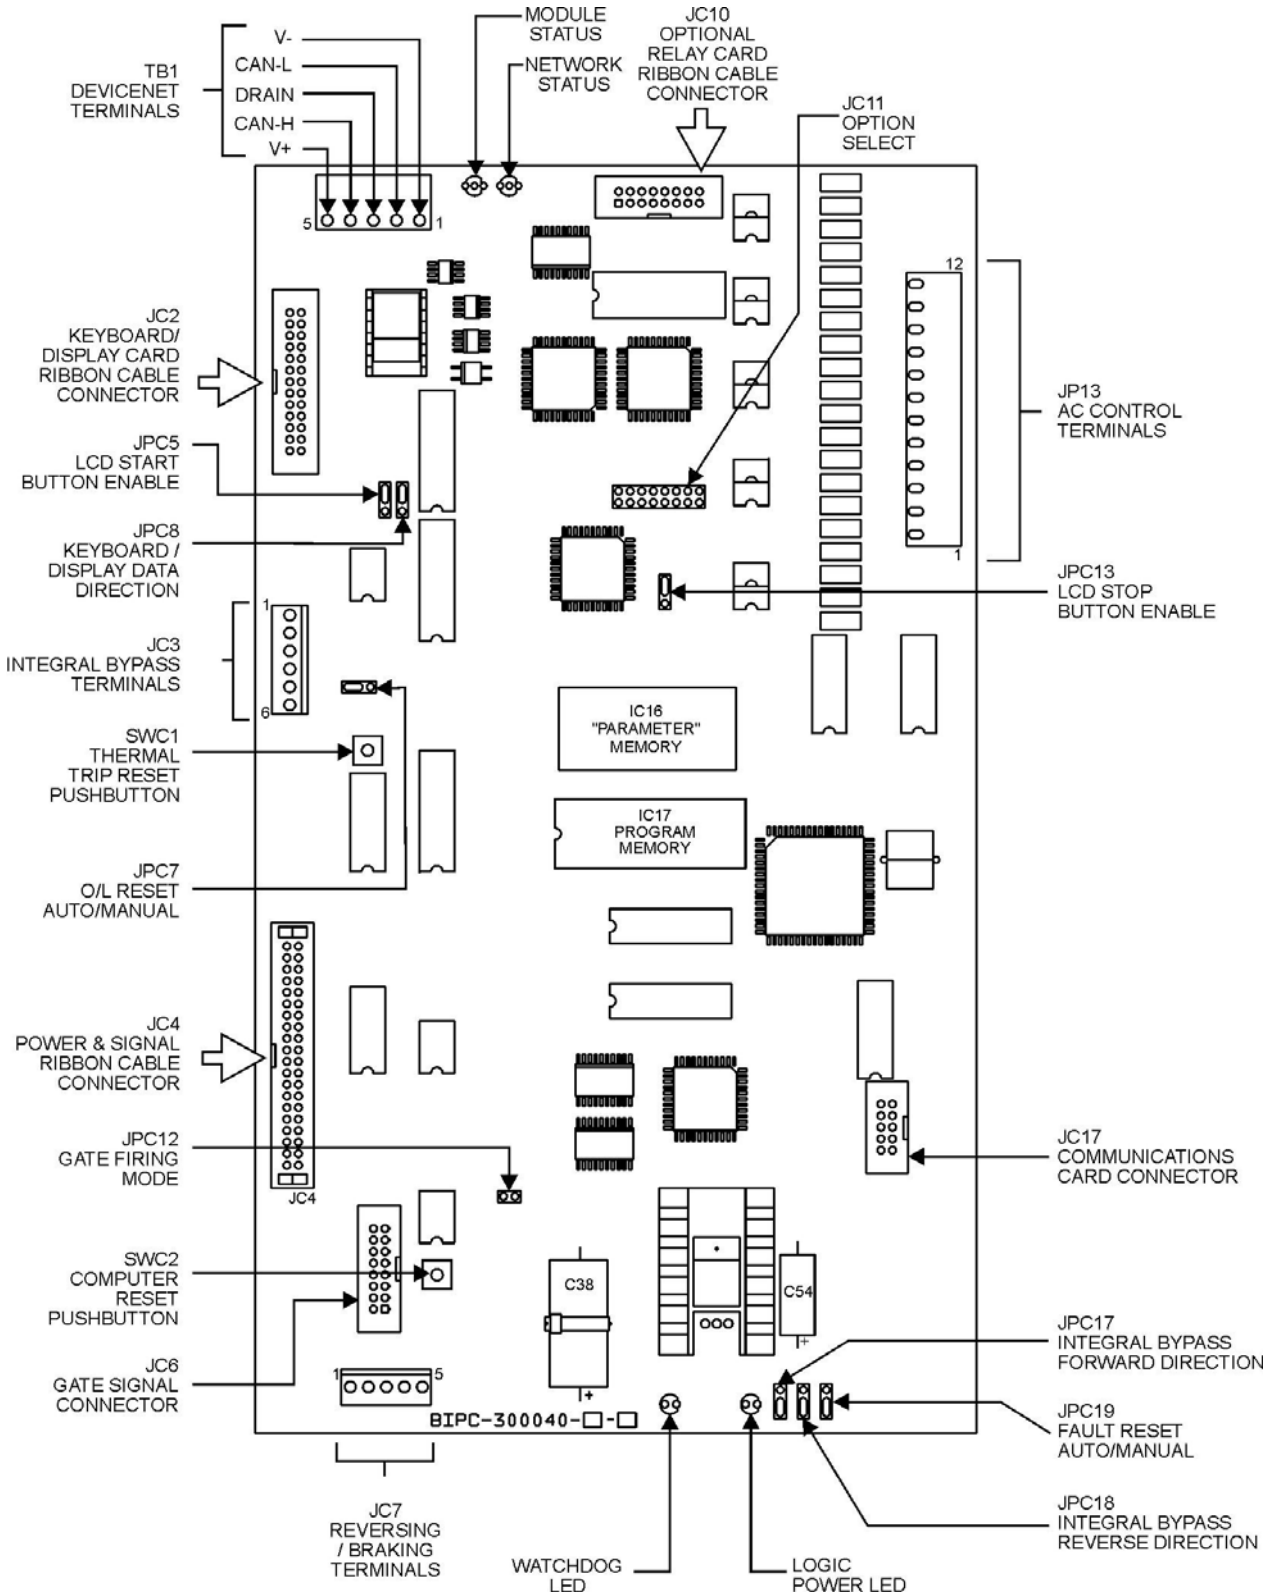 MODULE
STATUS
NETWORK
STATUS
JC10
OPTIONAL
RELAY CARD
RIBBON CABLE
CONNECTOR
JC11
OPTION
SELECT
TB1
DEVICENET
TERMINALS
V-
CAN-L
DRAIN
CAN-H
V+
5
1
JC2
KEYBOARD/
DISPLAY CARD
RIBBON CABLE
CONNECTOR
12
1
JP13
AC CONTROL
TERMINALS
JPC5
LCD START
BUTTON ENABLE
JPC8
KEYBOARD /
DISPLAY DATA
DIRECTION
JPC13
LCD STOP
BUTTON ENABLE
1
6
JC3
INTEGRAL BYPASS
TERMINALS
IC16
"PARAMETER"
MEMORY
SWC1
THERMAL
TRIP RESET
PUSHBUTTON
IC17
PROGRAM
MEMORY
JPC7
O/L RESET
AUTO/MANUAL
JC4
POWER & SIGNAL
RIBBON CABLE
CONNECTOR
JPC12
GATE FIRING
MODE
JC4
JC17
COMMUNICATIONS
CARD CONNECTOR
SWC2
COMPUTER
RESET
PUSHBUTTON
C38
+
C54
+
JPC17
INTEGRAL BYPASS
FORWARD DIRECTION
JC6
GATE SIGNAL
CONNECTOR
1
5
BIPC-300040-□-□
JPC19
FAULT RESET
AUTO/MANUAL
JPC18
INTEGRAL BYPASS
REVERSE DIRECTION
JC7
REVERSING
/ BRAKING
TERMINALS
WATCHDOG
LED
LOGIC
POWER LED